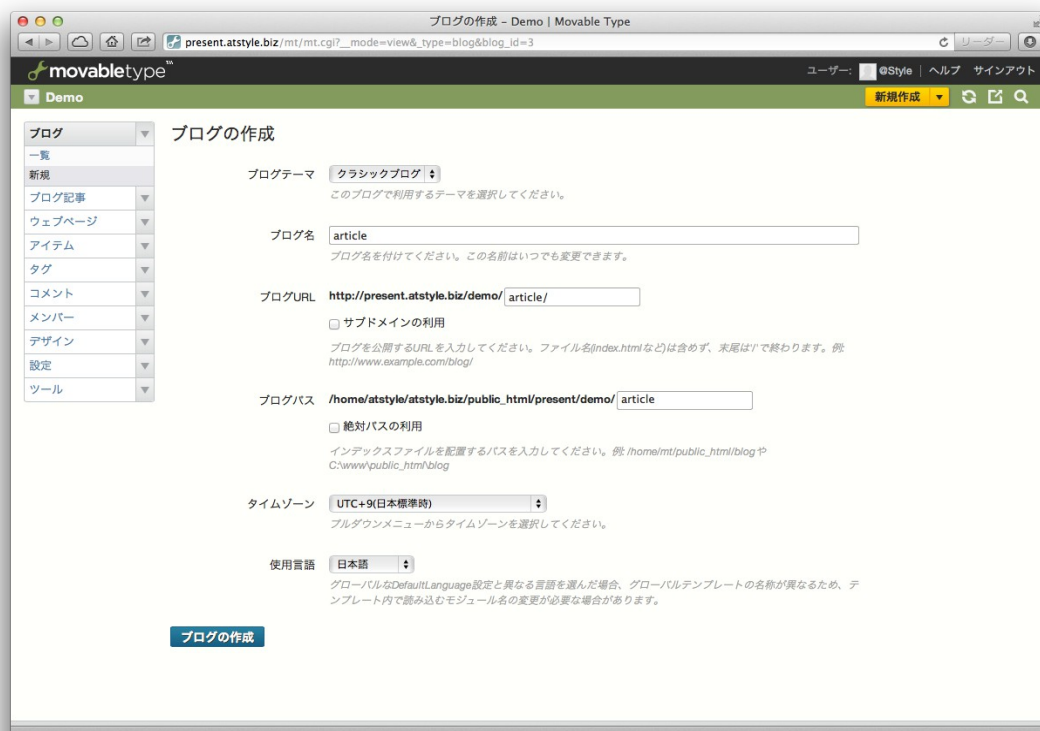 ブログの作成 – Demo | Movable Type
present.atstyle.biz/mt/mt.cgi?__mode=view&_type=blog&blog_id=3
リーダー
movabletype™
ユーザー: @Style | ヘルプ サインアウト
Demo
新規作成
ブログ
一覧
新規
ブログ記事
ウェブページ
アイテム
タグ
コメント
メンバー
デザイン
設定
ツール
ブログの作成
ブログテーマ クラシックブログ
このブログで利用するテーマを選択してください。
ブログ名 article
ブログ名を付けてください。この名前はいつでも変更できます。
ブログURL http://present.atstyle.biz/demo/ article/
サブドメインの利用
ブログを公開するURLを入力してください。ファイル名(index.htmlなど)は含めず、末尾は'/'で終わります。例:
http://www.example.com/blog/
ブログパス /home/atstyle/atstyle.biz/public_html/present/demo/ article
絶対パスの利用
インデックスファイルを配置するパスを入力してください。例: /home/mt/public_html/blogや
C:\www\public_html\blog
タイムゾーン UTC+9(日本標準時)
プルダウンメニューからタイムゾーンを選択してください。
使用言語 日本語
グローバルなDefaultLanguage設定と異なる言語を選んだ場合、グローバルテンプレートの名称が異なるため、テ
ンプレート内で読み込むモジュール名の変更が必要な場合があります。
ブログの作成